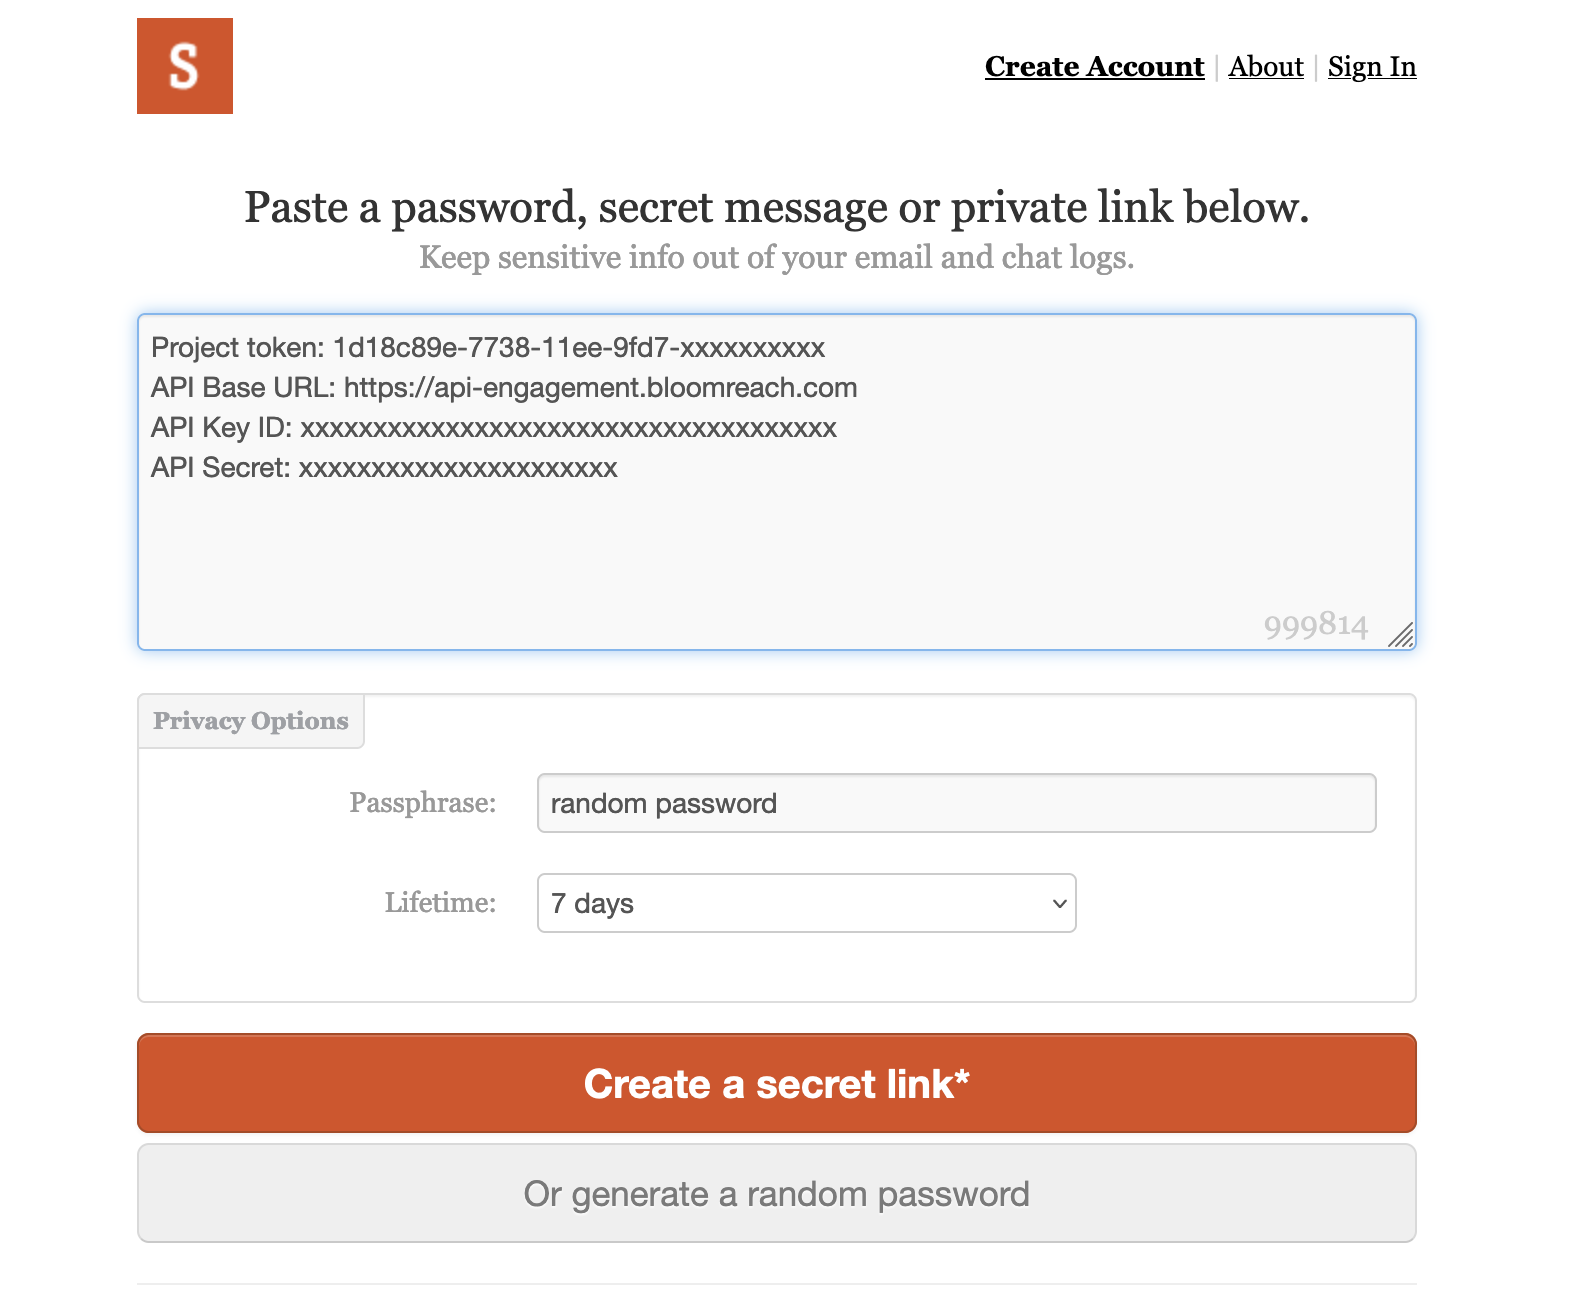 S
Create Account | About | Sign In
Paste a password, secret message or private link below.
Keep sensitive info out of your email and chat logs.
Project token: 1d18c89e-7738-11ee-9fd7-xxxxxxxxxx
API Base URL: https://api-engagement.bloomreach.com
API Key ID: xxxxxxxxxxxxxxxxxxxxxxxxxxxxxxxxxxxxx
API Secret: xxxxxxxxxxxxxxxxxxxxxx
999814
Privacy Options
Passphrase: random password
Lifetime: 7 days
Create a secret link*
Or generate a random password